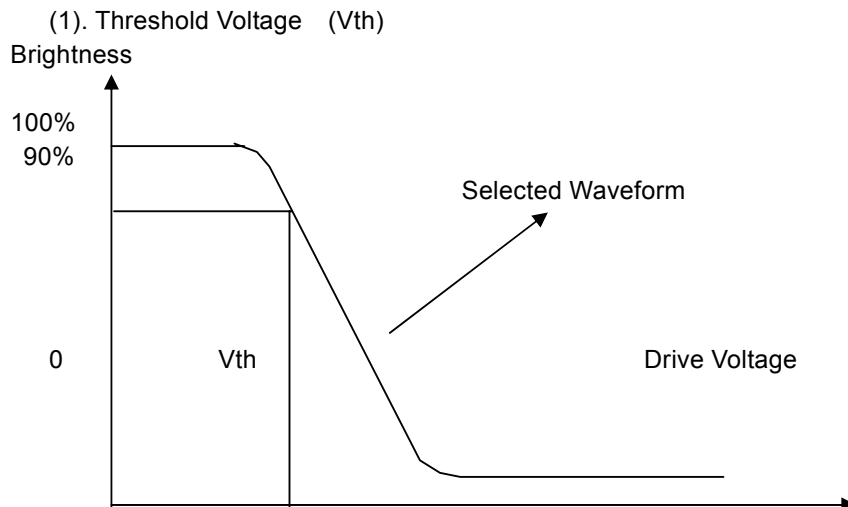 (1). Threshold Voltage (Vth)
Brightness
100%
90%
Selected Waveform
0 Vth Drive Voltage